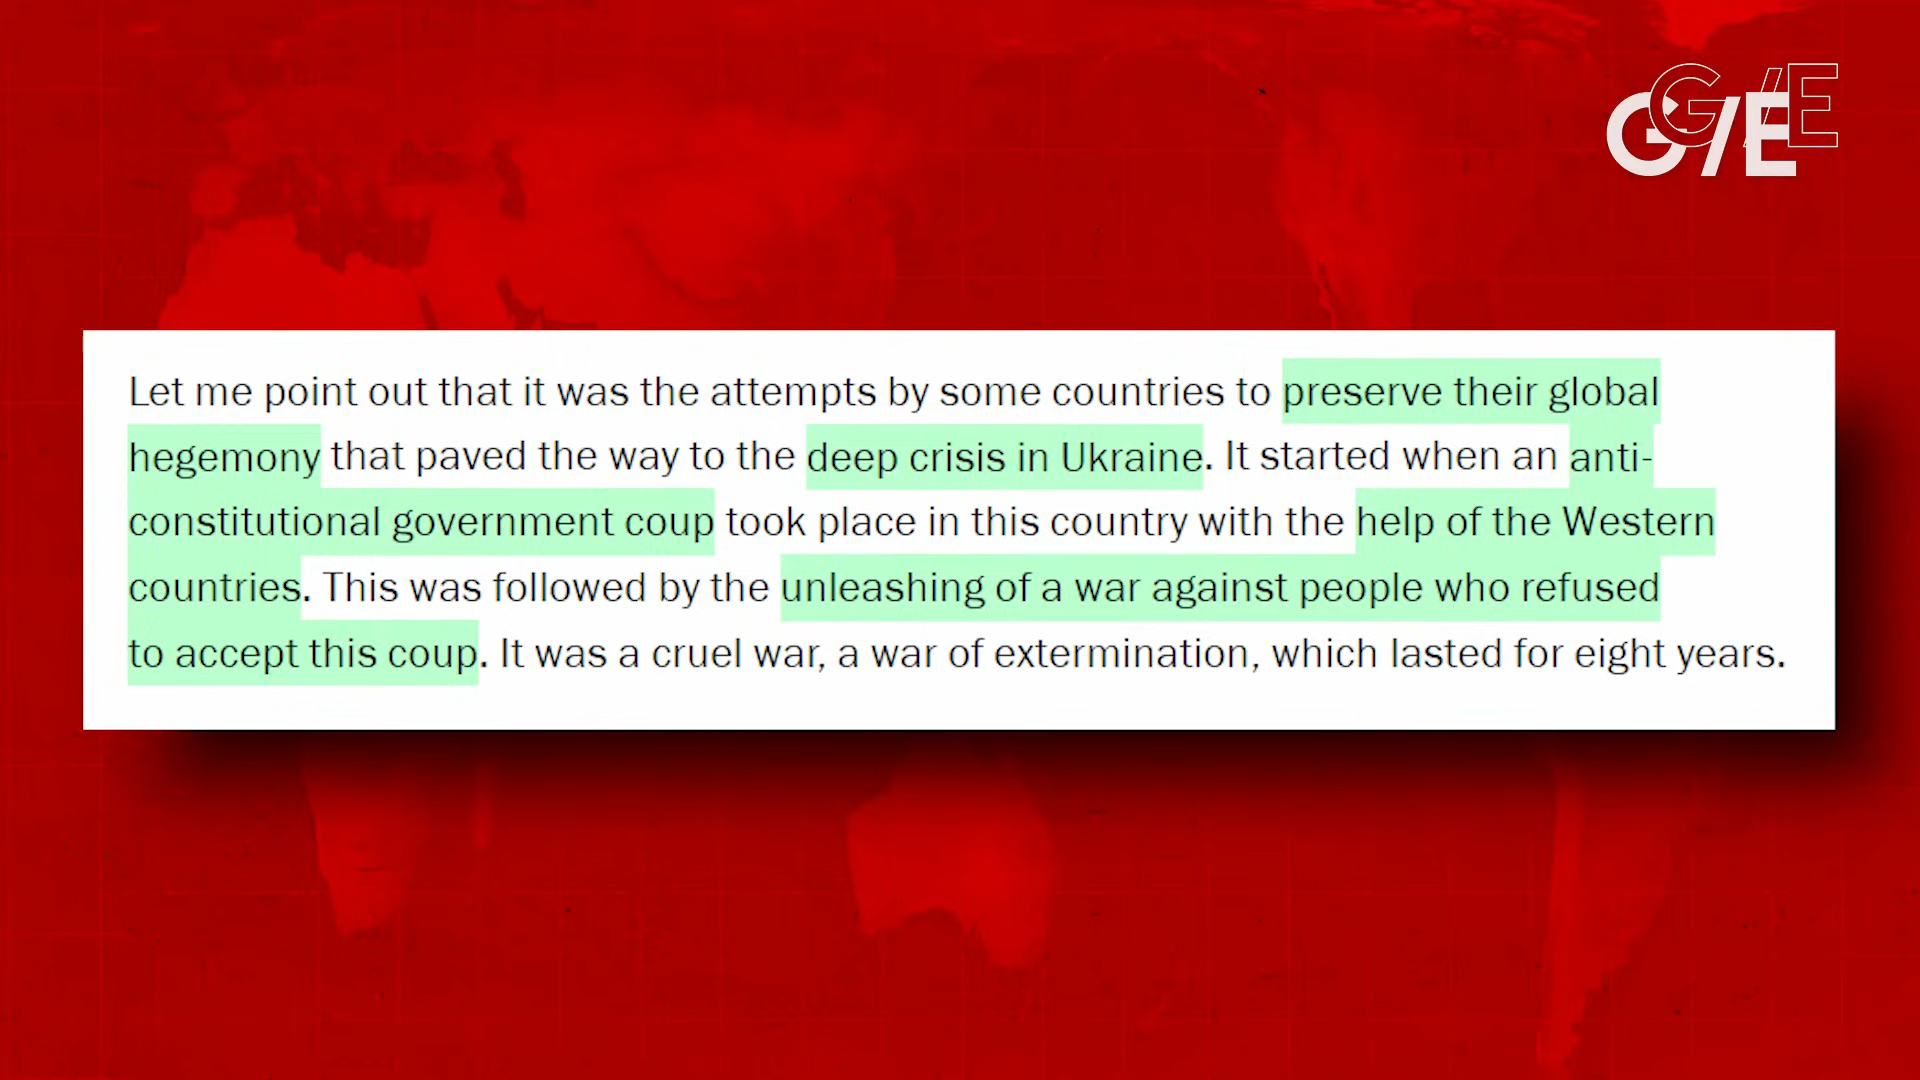 G/E
G/E
Let me point out that it was the attempts by some countries to preserve their global
hegemony that paved the way to the deep crisis in Ukraine. It started when an anti-
constitutional government coup took place in this country with the help of the Western
countries. This was followed by the unleashing of a war against people who refused
to accept this coup. It was a cruel war, a war of extermination, which lasted for eight years.